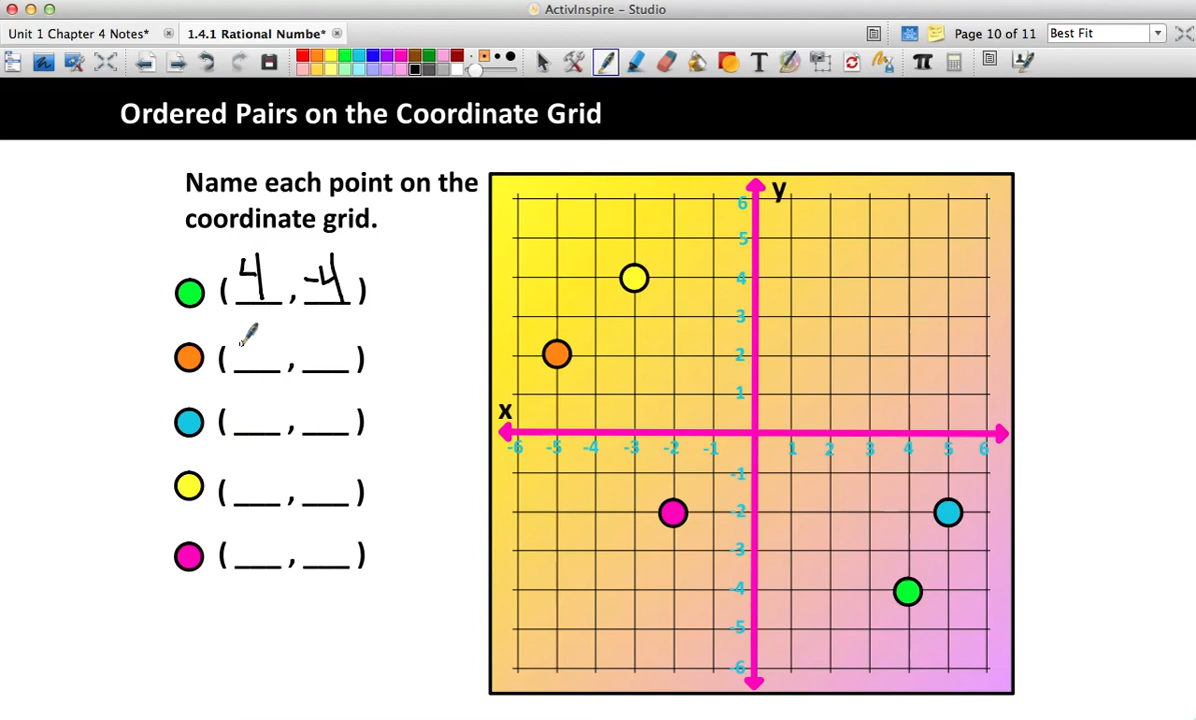 ActivInspire – Studio
Unit 1 Chapter 4 Notes*
1.4.1 Rational Numbe*
Page 10 of 11
Best Fit
Ordered Pairs on the Coordinate Grid
Name each point on the
coordinate grid.
( 4 , -4 )
( ___ , ___ )
( ___ , ___ )
( ___ , ___ )
( ___ , ___ )
y
6
5
4
3
2
1
x
-6 -5 -4 -3 -2 -1 1 2 3 4 5 6
-1
-2
-3
-4
-5
-6